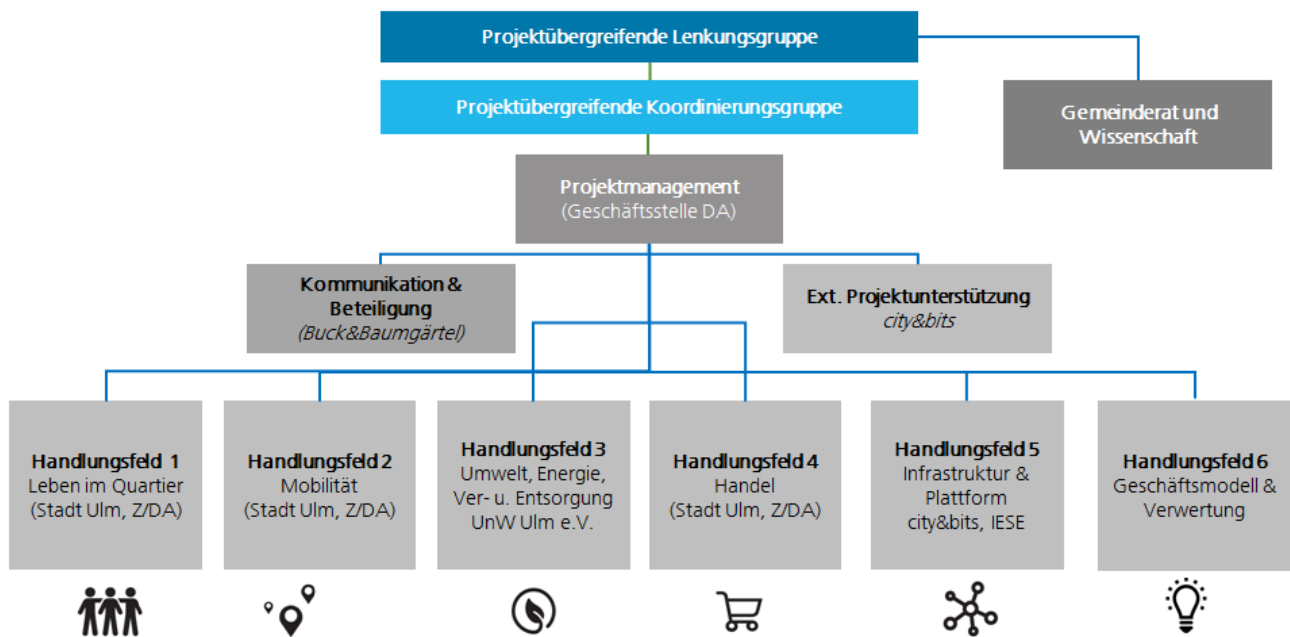 Projektübergreifende Lenkungsgruppe
Projektübergreifende Koordinierungsgruppe
Gemeinderat und
Wissenschaft
Projektmanagement
(Geschäftsstelle DA)
Kommunikation &
Beteiligung
(Buck&Baumgärtel)
Ext. Projektunterstützung
city&bits
Handlungsfeld 1
Leben im Quartier
(Stadt Ulm, Z/DA)
Handlungsfeld 2
Mobilität
(Stadt Ulm, Z/DA)
Handlungsfeld 3
Umwelt, Energie,
Ver- u. Entsorgung
UnW Ulm e.V.
Handlungsfeld 4
Handel
(Stadt Ulm, Z/DA)
Handlungsfeld 5
Infrastruktur &
Plattform
city&bits, IESE
Handlungsfeld 6
Geschäftsmodell &
Verwertung